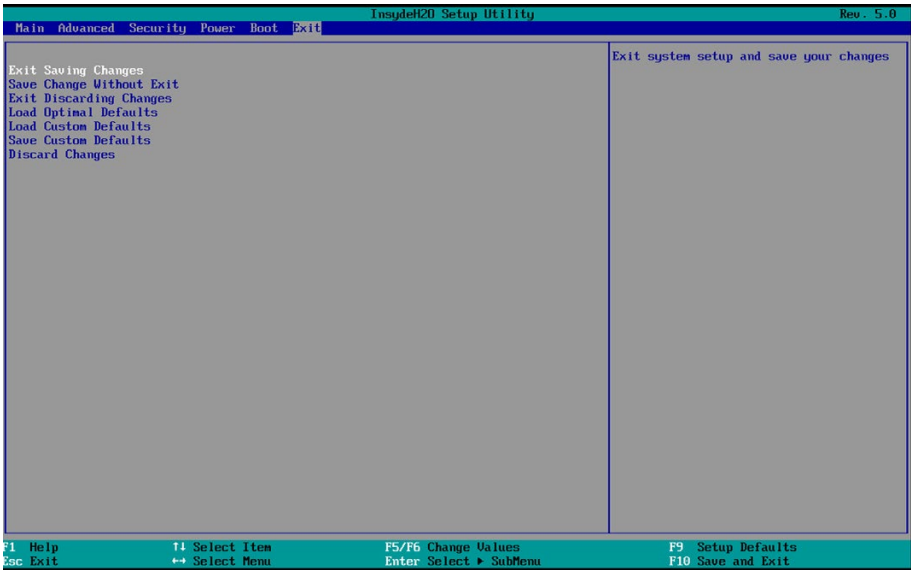 InsydeH20 Setup Utility Rev. 5.0
Main Advanced Security Power Boot Exit
Exit Saving Changes
Save Change Without Exit
Exit Discarding Changes
Load Optimal Defaults
Load Custom Defaults
Save Custom Defaults
Discard Changes
Exit system setup and save your changes
F1 Help ↑↓ Select Item F5/F6 Change Values F9 Setup Defaults
Esc Exit ↔ Select Menu Enter Select ▶ SubMenu F10 Save and Exit